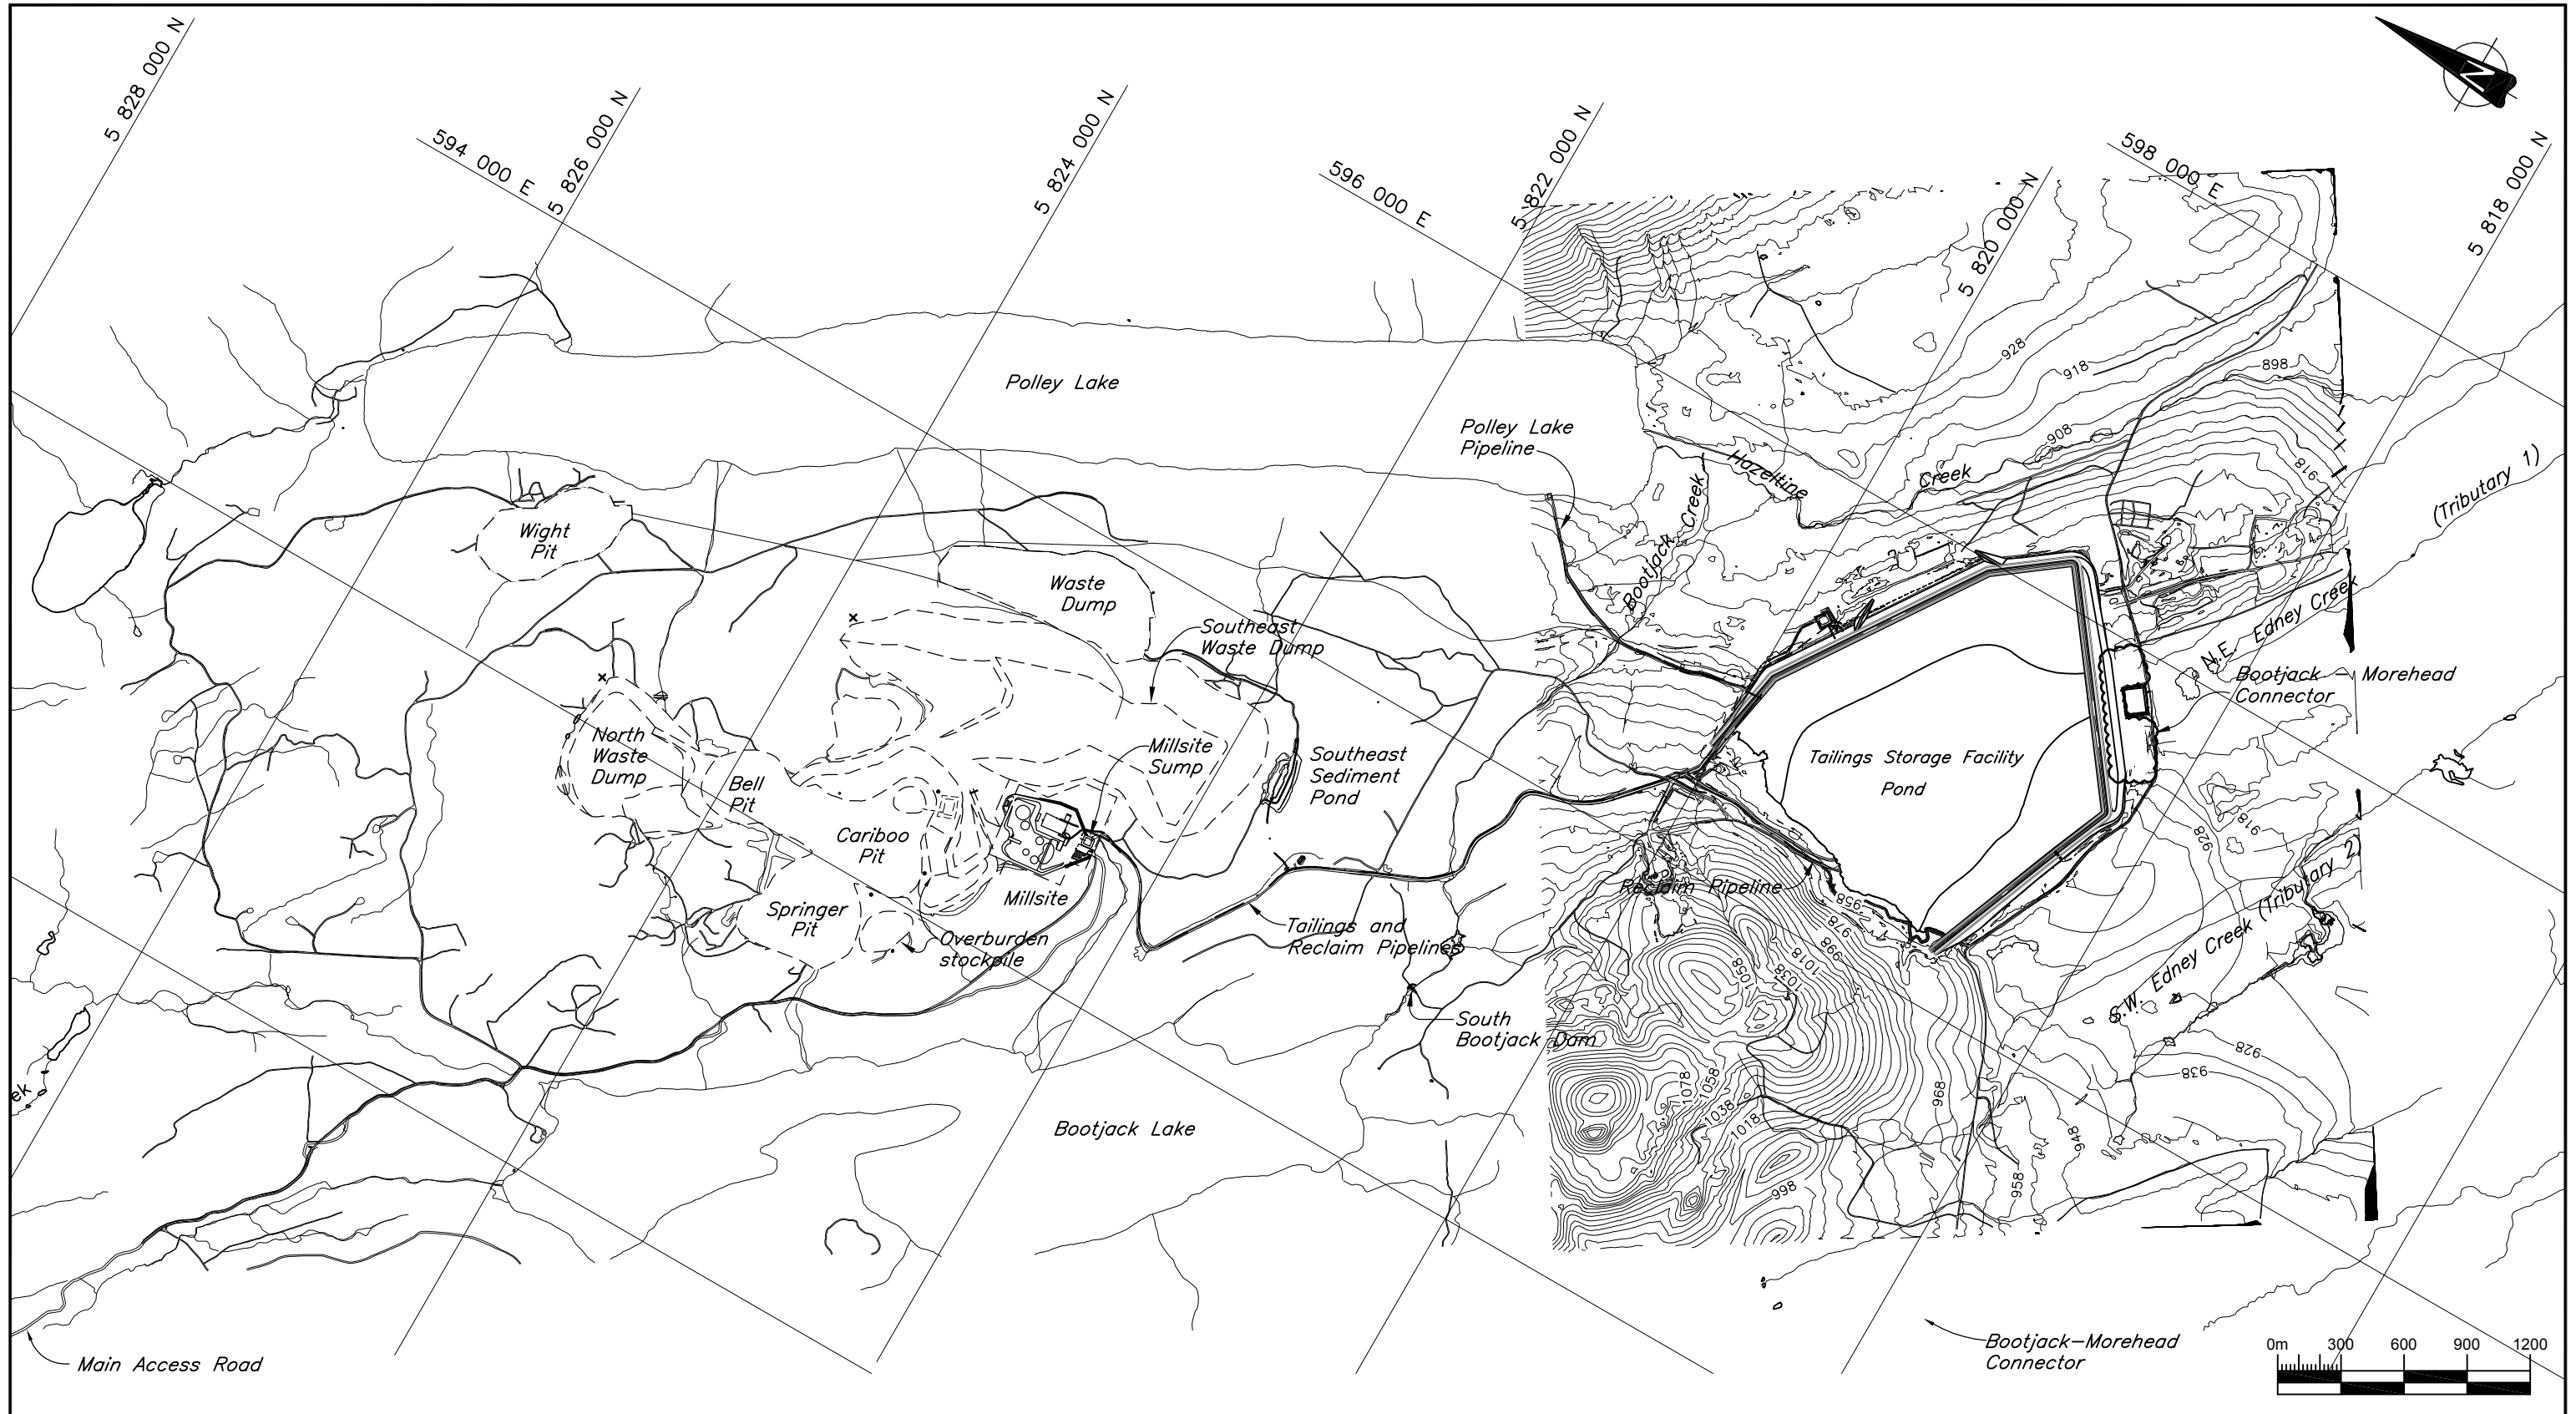 5 828 000 N
594 000 E
5 826 000 N
5 824 000 N
596 000 E
5 822 000 N
5 820 000 N
598 000 E
5 818 000 N
N
Polley Lake
Polley Lake
Pipeline
Hazeltine
Creek
Bootjack Creek
928
918
898
908
918
(Tributary 1)
N.E. Edney Creek
Wight
Pit
Waste
Dump
Southeast
Waste Dump
Bootjack - Morehead
Connector
North
Waste
Dump
Bell
Pit
Millsite
Sump
Southeast
Sediment
Pond
Tailings Storage Facility
Pond
Cariboo
Pit
Millsite
Springer
Pit
Overburden
stockpile
Tailings and
Reclaim Pipelines
Reclaim Pipeline
958
978
998
1018
1038
1058
918
928
S.W. Edney Creek (Tributary 2)
South
Bootjack Dam
928
938
948
968
958
1078
1058
1038
1018
998
ek
Bootjack Lake
Main Access Road
Bootjack-Morehead
Connector
0m 300 600 900 1200